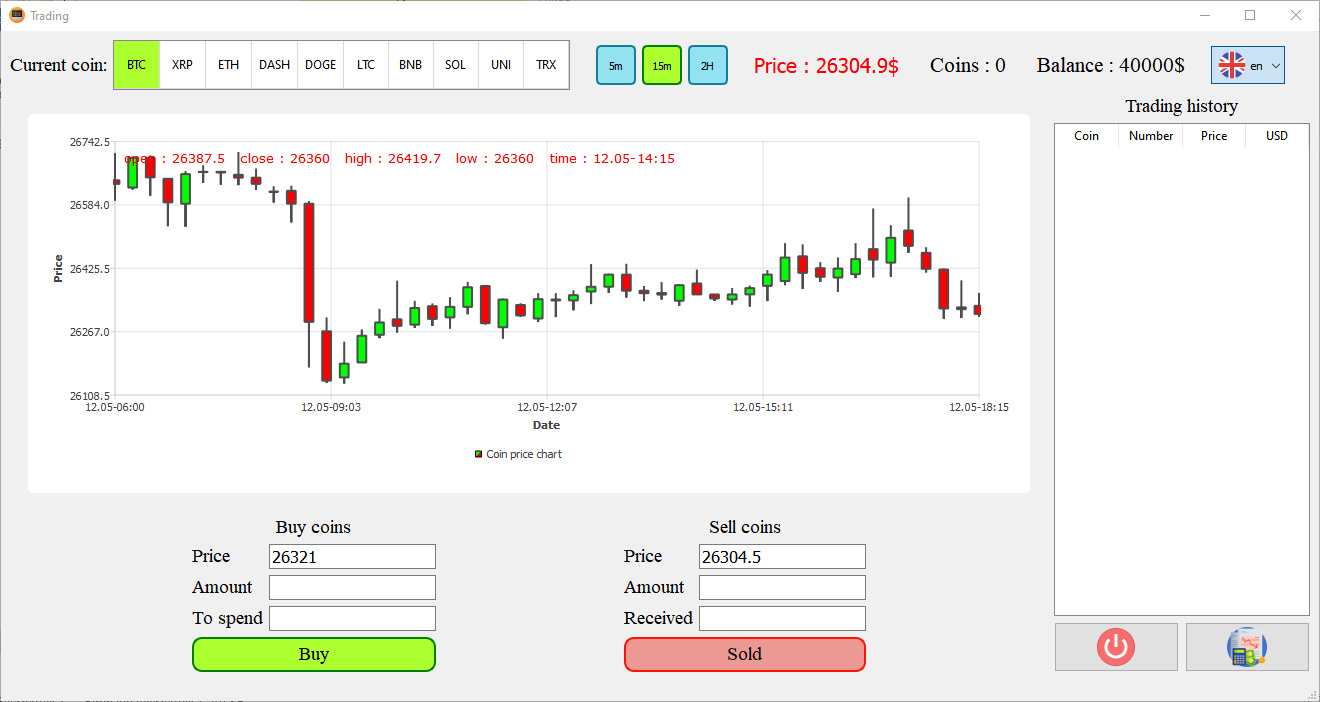 Trading
Current coin: BTC XRP ETH DASH DOGE LTC BNB SOL UNI TRX 5m 15m 2H Price : 26304.9$ Coins : 0 Balance : 40000$ en
Trading history
Coin Number Price USD
open : 26387.5 close : 26360 high : 26419.7 low : 26360 time : 12.05-14:15
26742.5
26584.0
26425.5
26267.0
26108.5
Price
12.05-06:00 12.05-09:03 12.05-12:07 12.05-15:11 12.05-18:15
Date
Coin price chart
Buy coins Sell coins
Price 26321 Price 26304.5
Amount Amount
To spend Received
Buy Sold